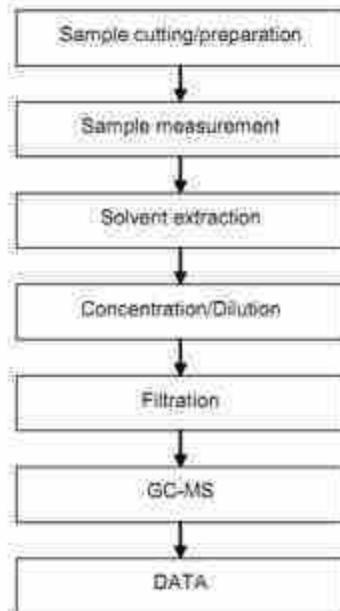 Sample cutting/preparation
Sample measurement
Solvent extraction
Concentration/Dilution
Filtration
GC-MS
DATA